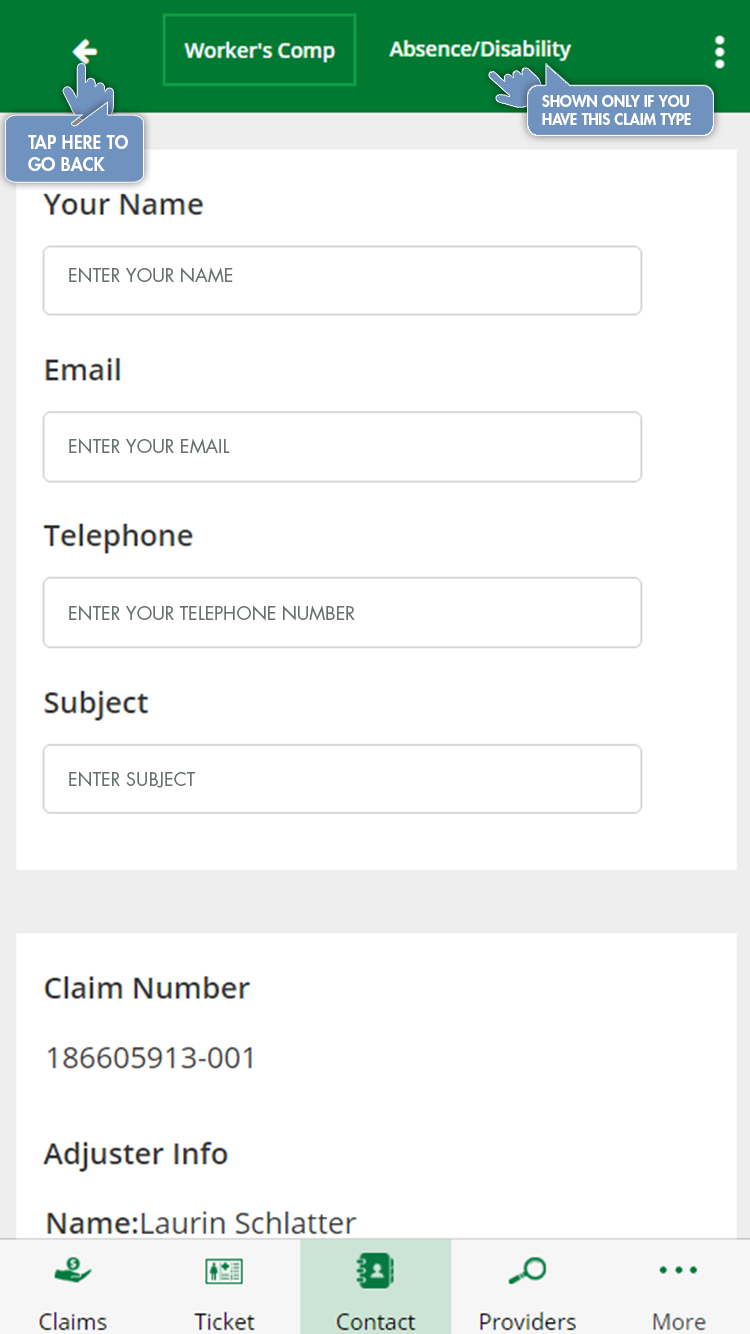 Worker's Comp
Absence/Disability
TAP HERE TO
GO BACK
SHOWN ONLY IF YOU
HAVE THIS CLAIM TYPE
Your Name
ENTER YOUR NAME
Email
ENTER YOUR EMAIL
Telephone
ENTER YOUR TELEPHONE NUMBER
Subject
ENTER SUBJECT
Claim Number
186605913-001
Adjuster Info
Name:Laurin Schlatter
Claims
Ticket
Contact
Providers
More